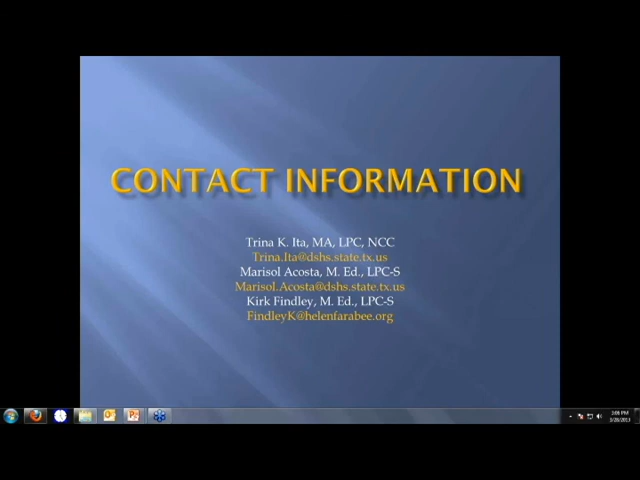 CONTACT INFORMATION
Trina K. Ita, MA, LPC, NCC
Trina.Ita@dshs.state.tx.us
Marisol Acosta, M. Ed., LPC-S
Marisol.Acosta@dshs.state.tx.us
Kirk Findley, M. Ed., LPC-S
FindleyK@helenfarabee.org